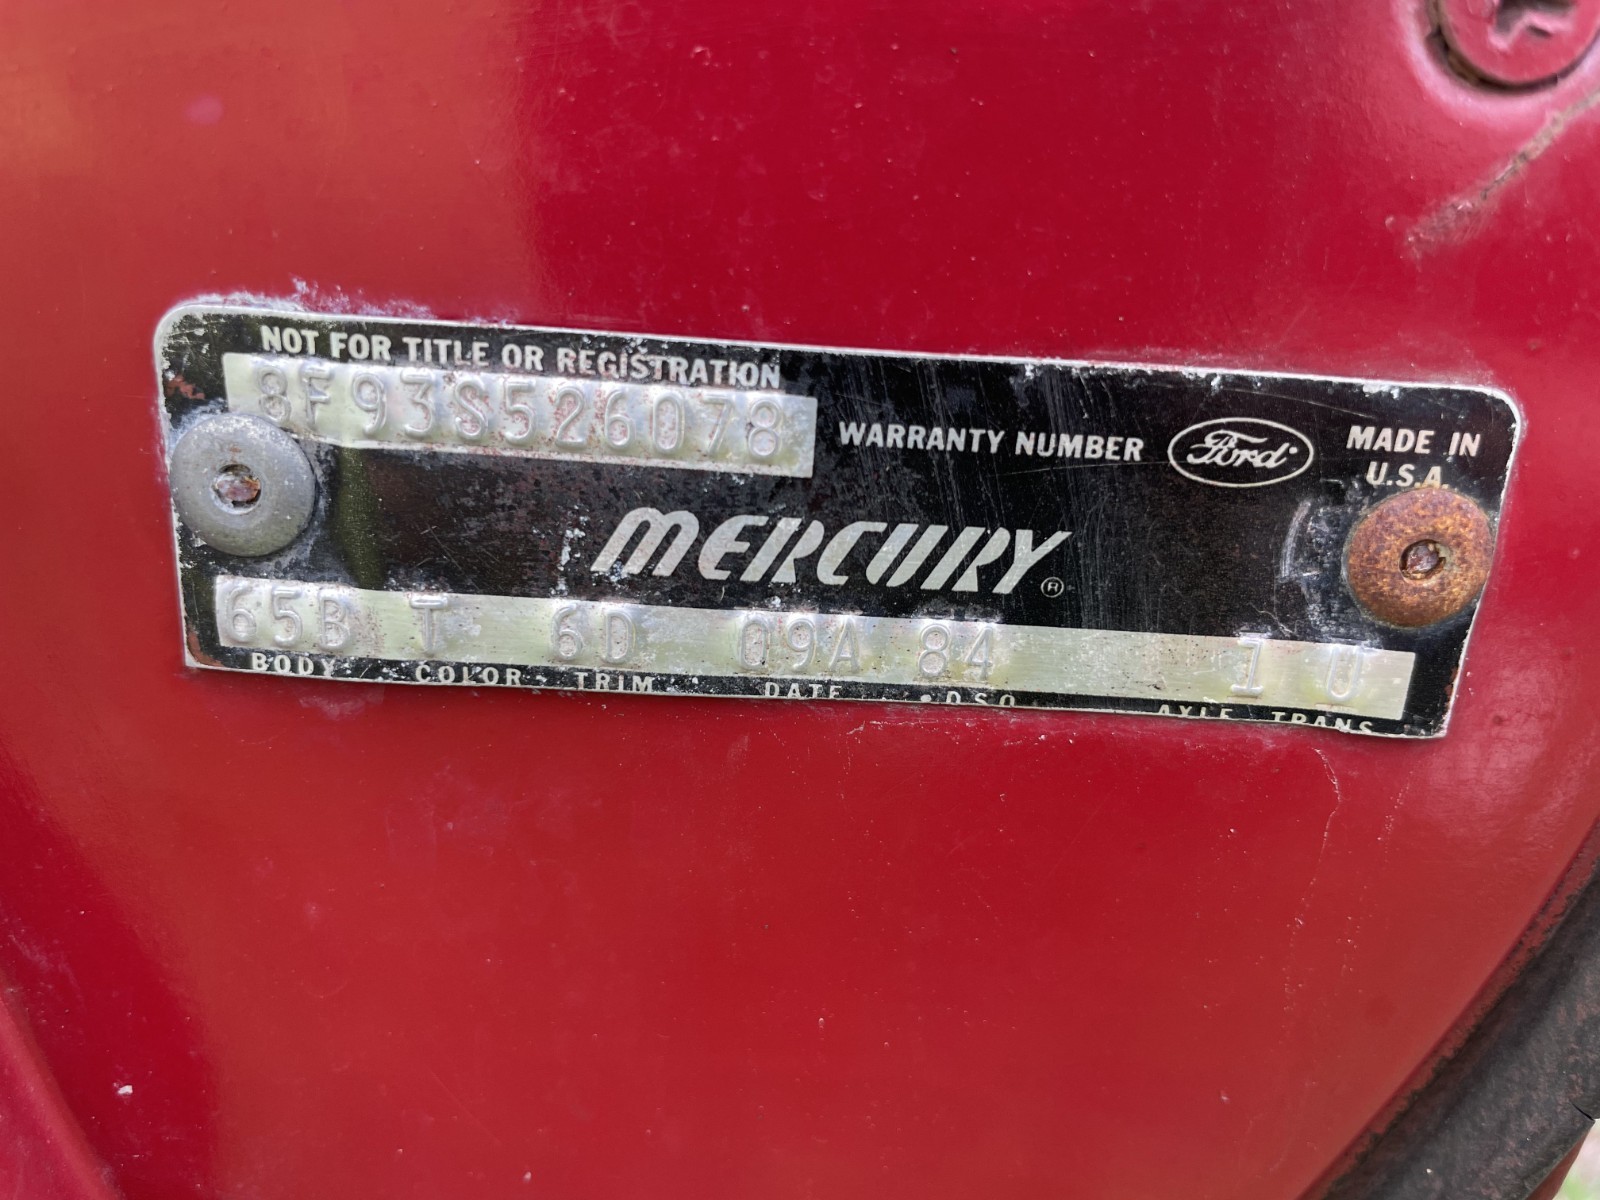 NOT FOR TITLE OR REGISTRATION
8F93S526078
WARRANTY NUMBER Ford MADE IN
U.S.A.
MERCURY®
65B T 6D 09A 84 1 U
BODY COLOR TRIM DATE DSO AXLE TRANS